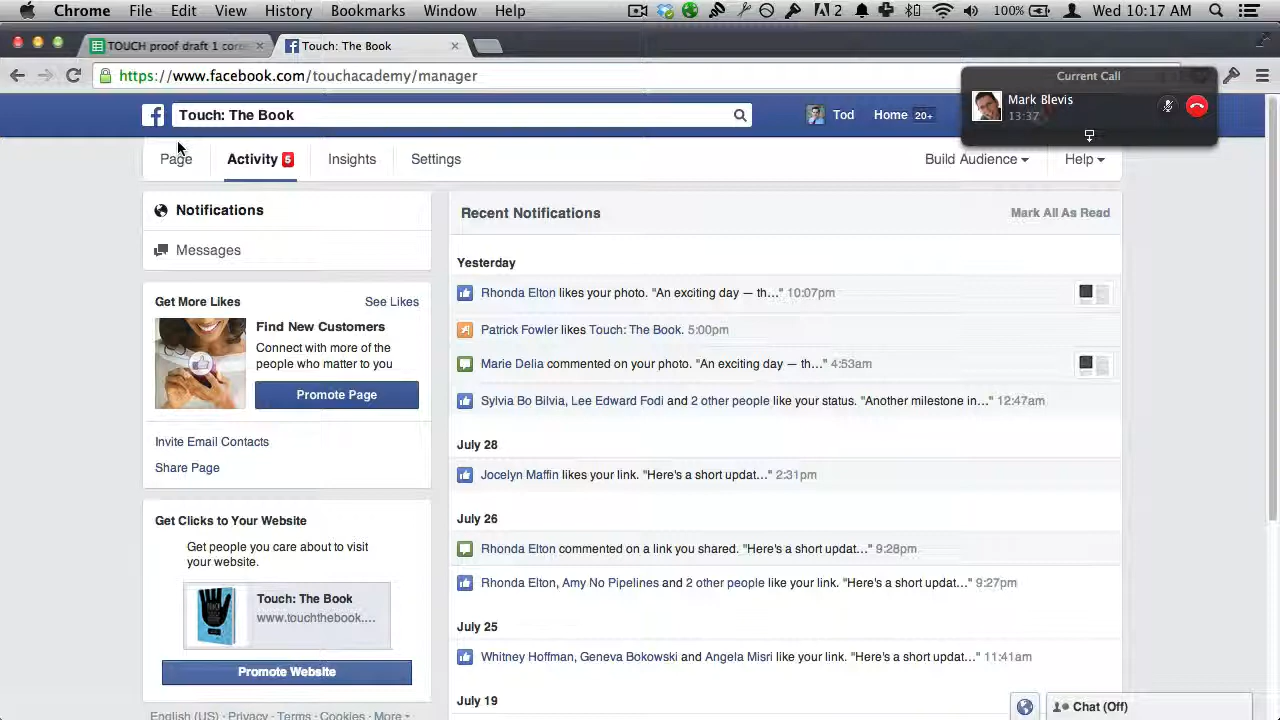 Chrome File Edit View History Bookmarks Window Help 2 100% Wed 10:17 AM
TOUCH proof draft 1 corre × Touch: The Book ×
https://www.facebook.com/touchacademy/manager
Current Call
Mark Blevis
13:37
Touch: The Book
Tod Home 20+
Page Activity 5 Insights Settings Build Audience Help
Notifications
Messages
Get More Likes See Likes
Find New Customers
Connect with more of the
people who matter to you
Promote Page
Invite Email Contacts
Share Page
Get Clicks to Your Website
Get people you care about to visit
your website.
Touch: The Book
www.touchthebook....
Promote Website
English (US) · Privacy · Terms · Cookies · More
Recent Notifications Mark All As Read
Yesterday
Rhonda Elton likes your photo. "An exciting day — th..." 10:07pm
Patrick Fowler likes Touch: The Book. 5:00pm
Marie Delia commented on your photo. "An exciting day — th..." 4:53am
Sylvia Bo Bilvia, Lee Edward Fodi and 2 other people like your status. "Another milestone in..." 12:47am
July 28
Jocelyn Maffin likes your link. "Here's a short updat..." 2:31pm
July 26
Rhonda Elton commented on a link you shared. "Here's a short updat..." 9:28pm
Rhonda Elton, Amy No Pipelines and 2 other people like your link. "Here's a short updat..." 9:27pm
July 25
Whitney Hoffman, Geneva Bokowski and Angela Misri like your link. "Here's a short updat..." 11:41am
July 19
Chat (Off)